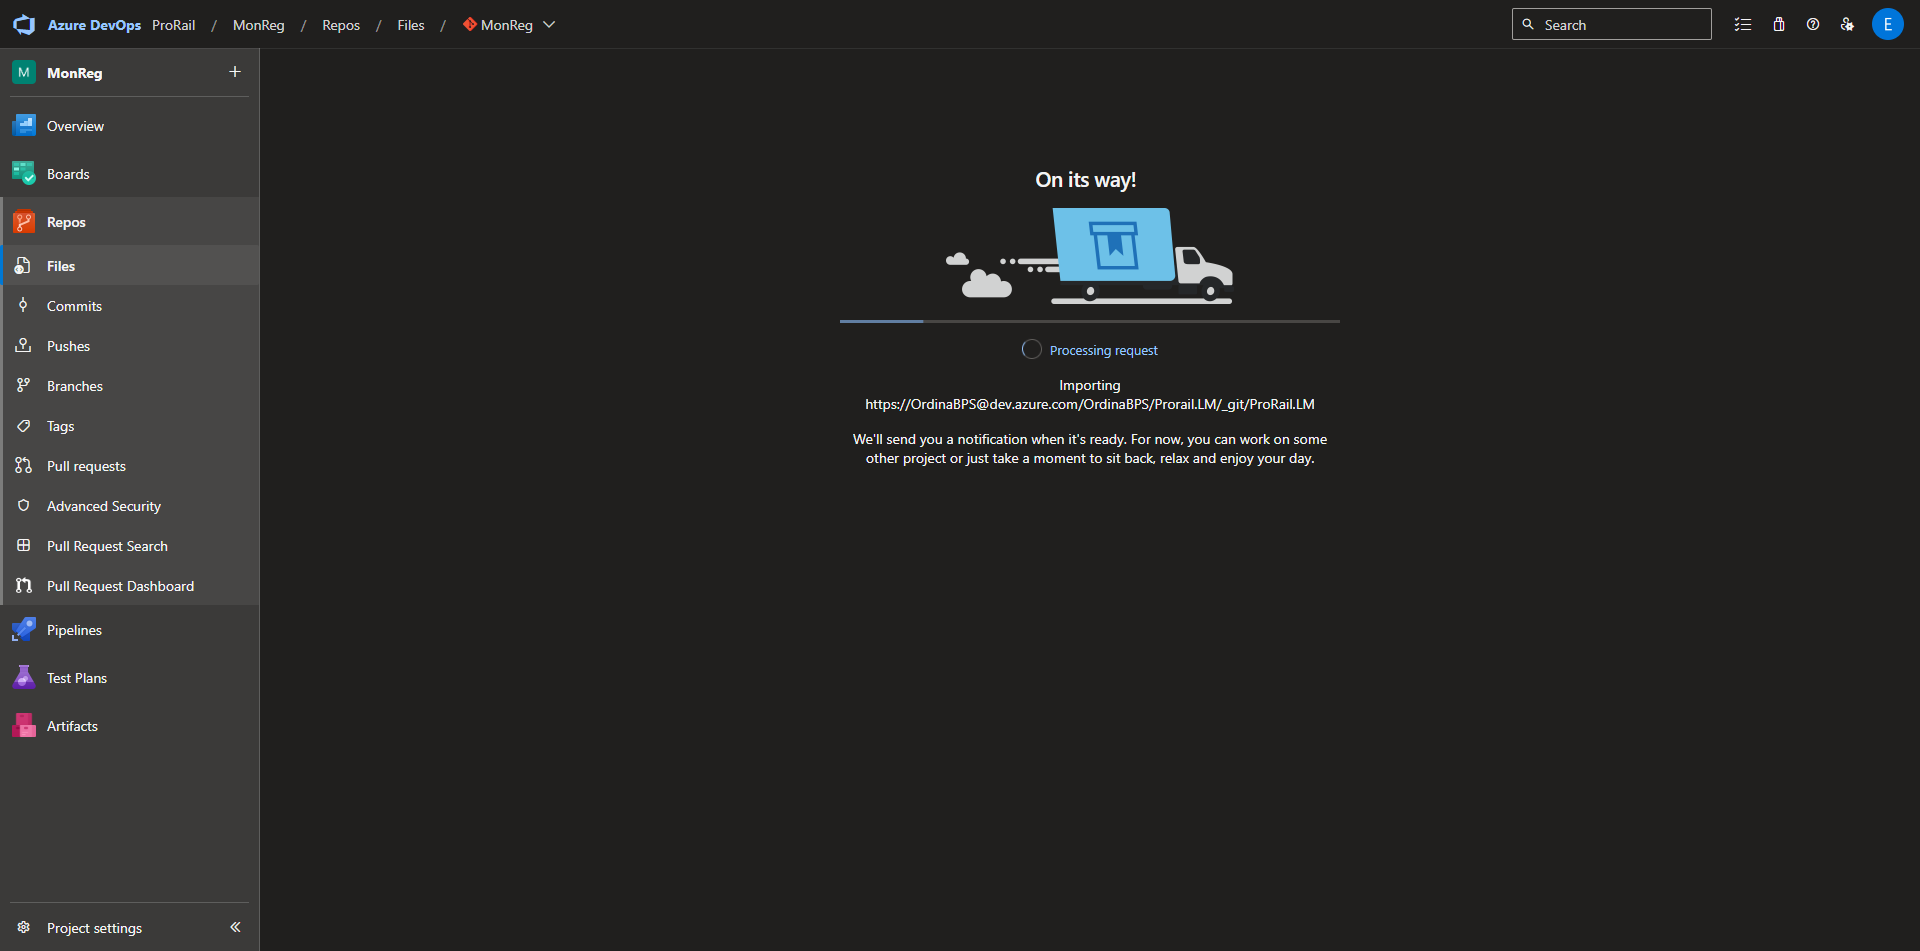 Azure DevOps ProRail / MonReg / Repos / Files / MonReg
Search
E
M MonReg
Overview
Boards
Repos
Files
Commits
Pushes
Branches
Tags
Pull requests
Advanced Security
Pull Request Search
Pull Request Dashboard
Pipelines
Test Plans
Artifacts
Project settings
On its way!
Processing request
Importing
https://OrdinaBPS@dev.azure.com/OrdinaBPS/Prorail.LM/_git/ProRail.LM
We'll send you a notification when it's ready. For now, you can work on some
other project or just take a moment to sit back, relax and enjoy your day.